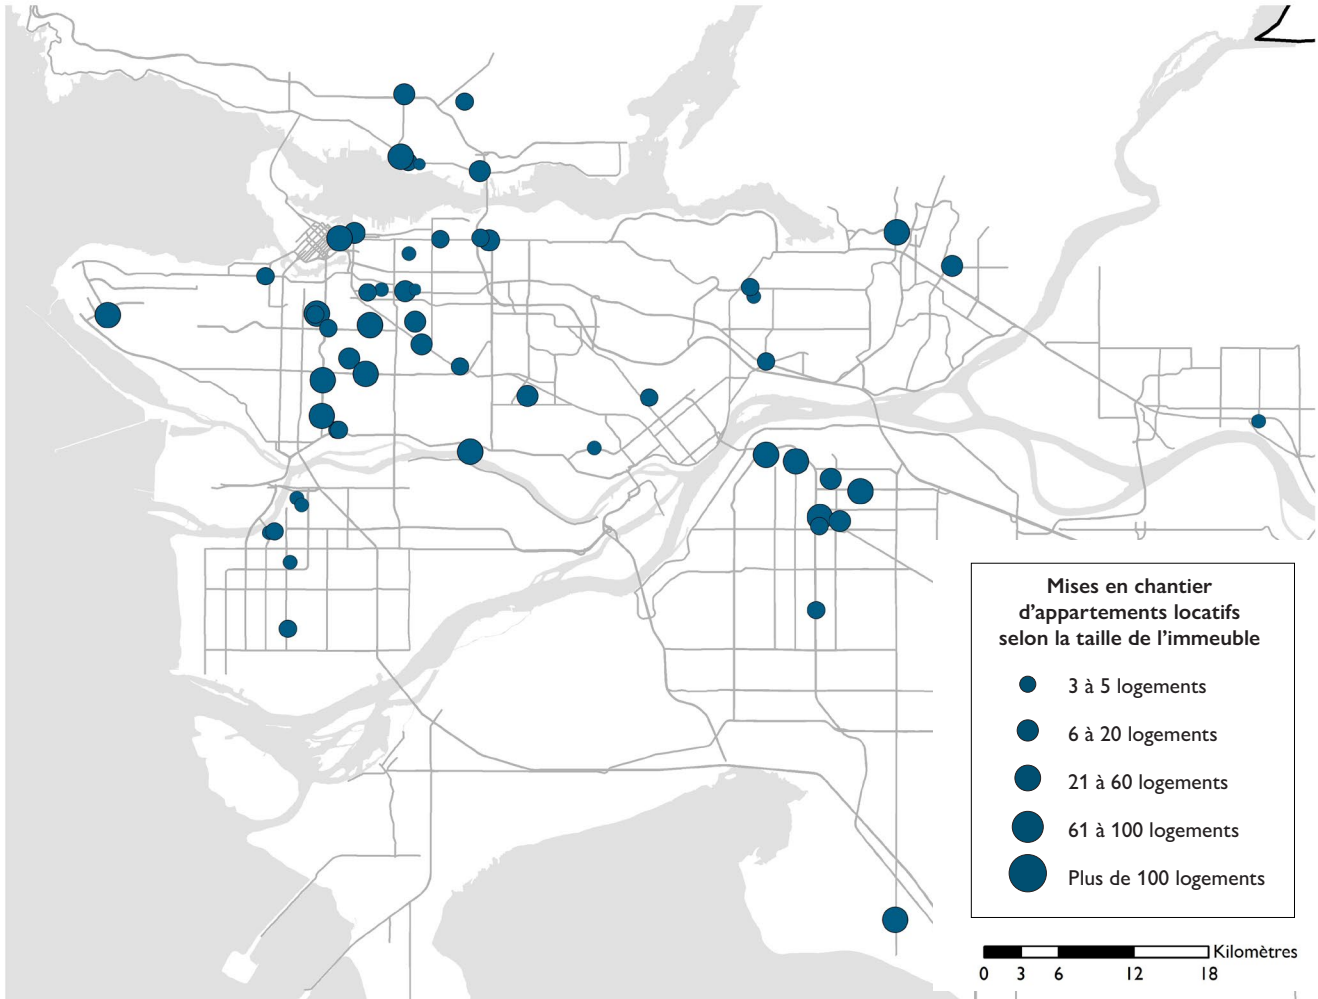 Mises en chantier
d’appartements locatifs
selon la taille de l’immeuble
3 à 5 logements
6 à 20 logements
21 à 60 logements
61 à 100 logements
Plus de 100 logements
Kilomètres
0 3 6 12 18